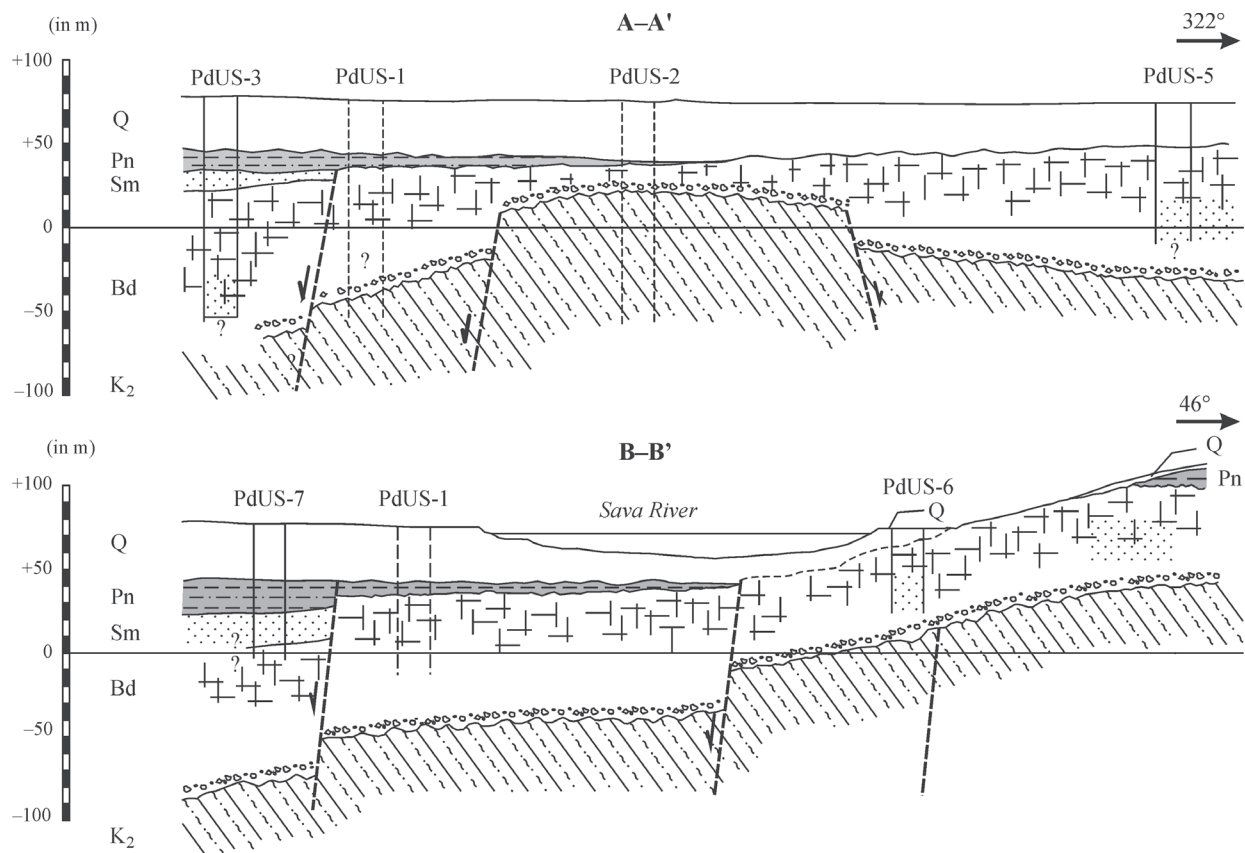 (in m)
A–A'
322°
+100
PdUS-3
PdUS-1
PdUS-2
PdUS-5
Q
+50
Pn
Sm
0
?
?
Bd
–50
?
?
K2
–100
46°
(in m)
B–B’
Q
+100
PdUS-7
PdUS-1
PdUS-6
Pn
Sava River
Q
Q
+50
Pn
Sm
?
0
?
Bd
–50
–100
K2